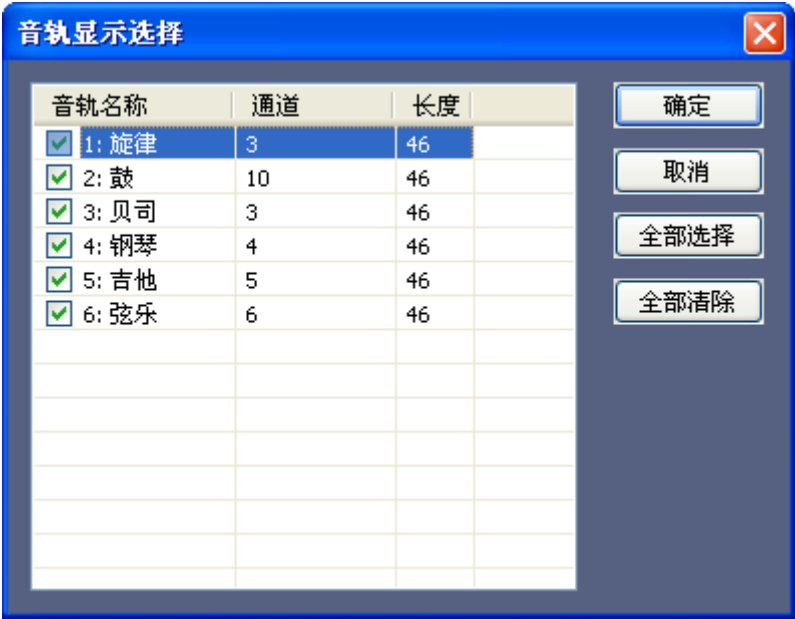 音轨显示选择
音轨名称 通道 长度
1: 旋律 3 46
2: 鼓 10 46
3: 贝司 3 46
4: 钢琴 4 46
5: 吉他 5 46
6: 弦乐 6 46
确定
取消
全部选择
全部清除